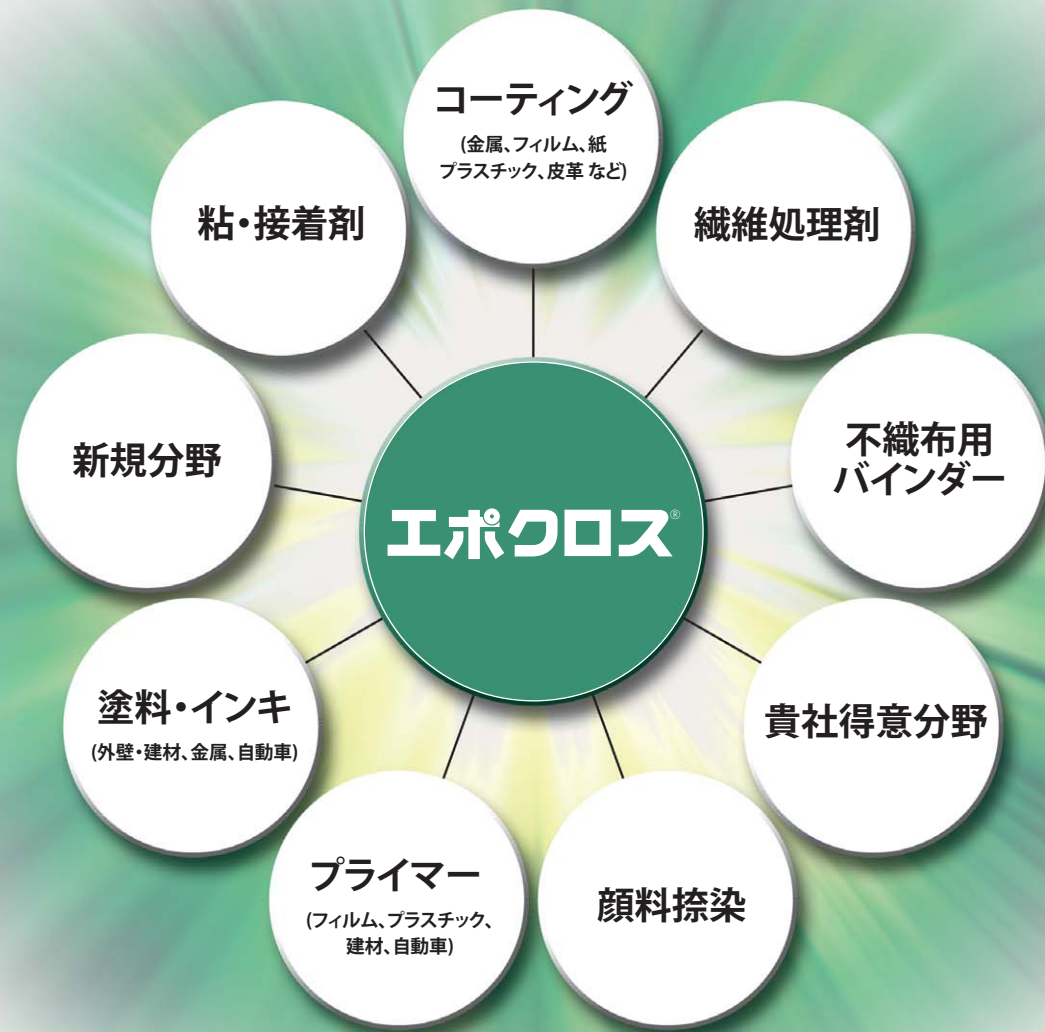 コーティング
(金属、フィルム、紙
プラスチック、皮革 など)
繊維処理剤
不織布用
バインダー
貴社得意分野
顔料捺染
プライマー
(フィルム、プラスチック、
建材、自動車)
塗料・インキ
(外壁・建材、金属、自動車)
新規分野
粘・接着剤
エポクロス®